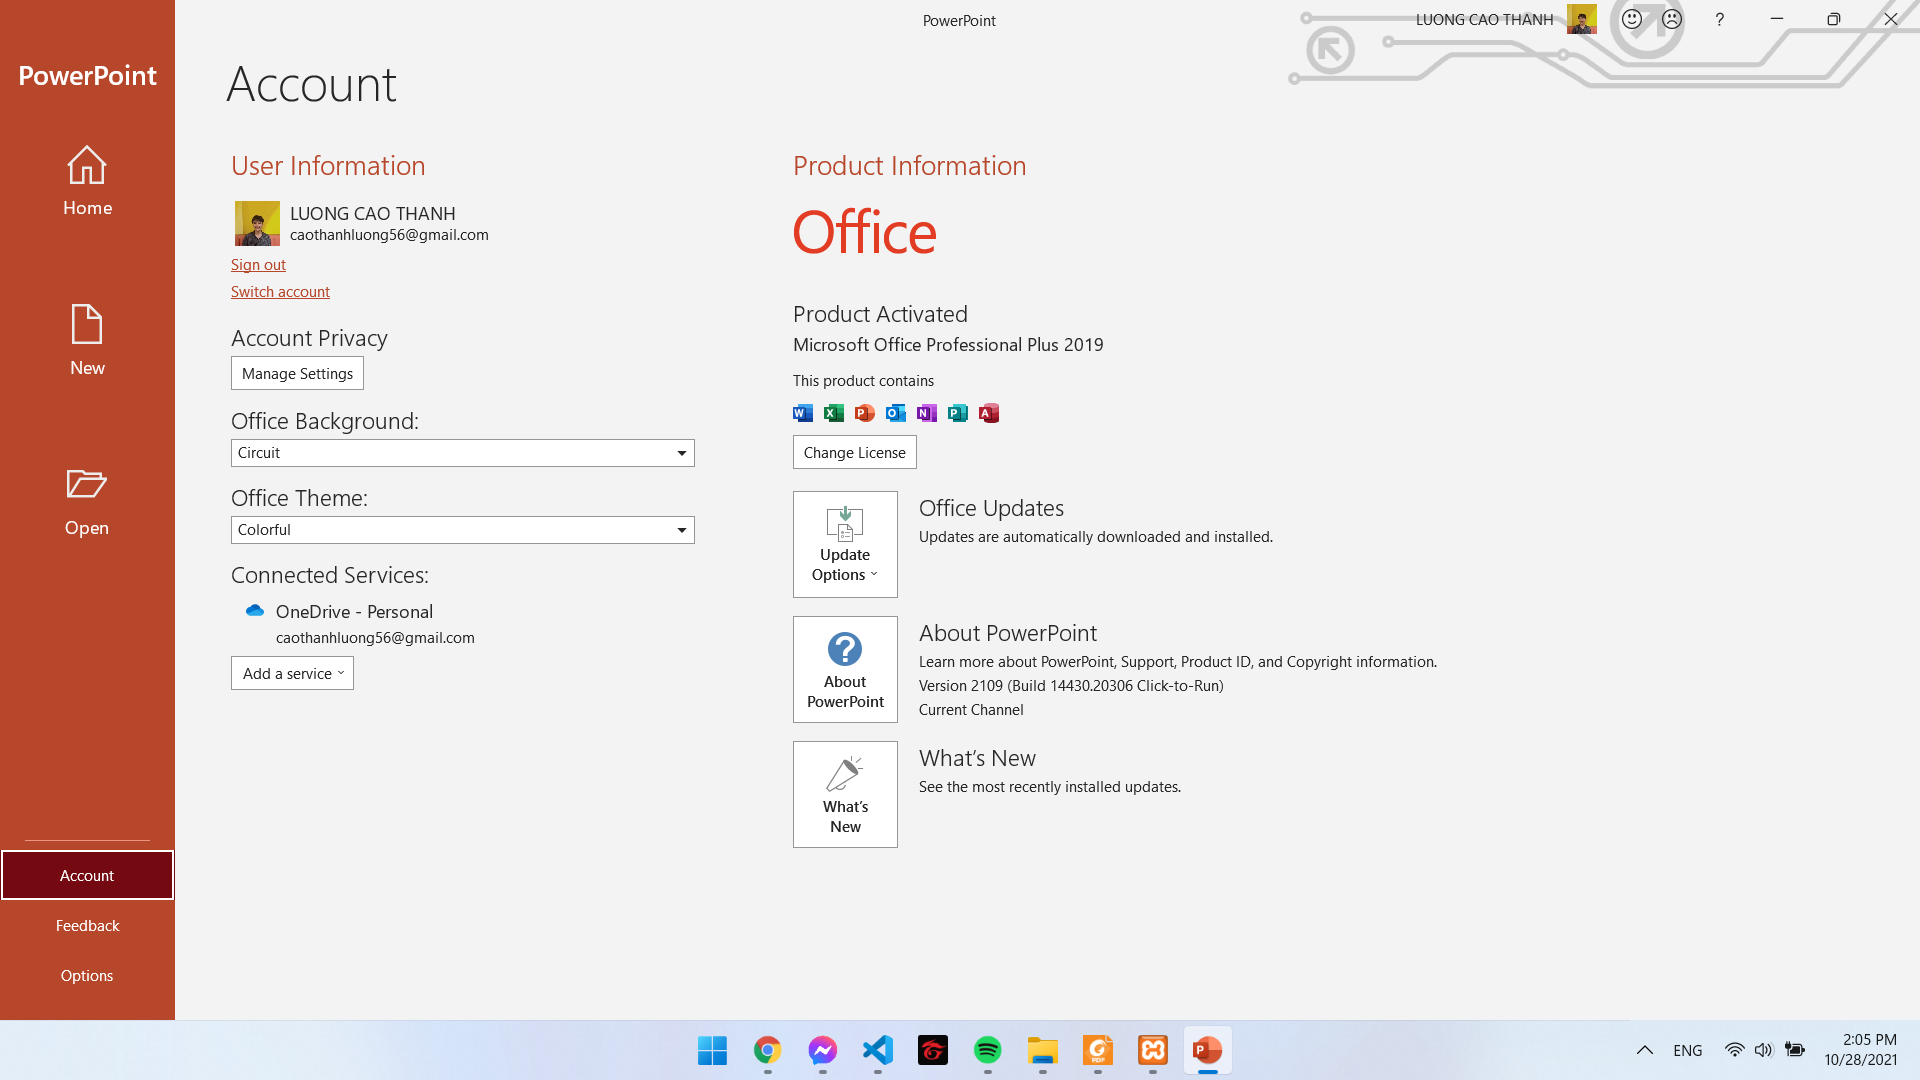 PowerPoint
LUONG CAO THANH
?
PowerPoint
Home
New
Open
Account
Feedback
Options
Account
User Information
LUONG CAO THANH
caothanhluong56@gmail.com
Sign out
Switch account
Account Privacy
Manage Settings
Office Background:
Circuit
Office Theme:
Colorful
Connected Services:
OneDrive - Personal
caothanhluong56@gmail.com
Add a service
Product Information
Office
Product Activated
Microsoft Office Professional Plus 2019
This product contains
W X P O N P A
Change License
Update
Options
Office Updates
Updates are automatically downloaded and installed.
?
About
PowerPoint
About PowerPoint
Learn more about PowerPoint, Support, Product ID, and Copyright information.
Version 2109 (Build 14430.20306 Click-to-Run)
Current Channel
What's
New
What's New
See the most recently installed updates.
PDF
P
ENG
2:05 PM
10/28/2021